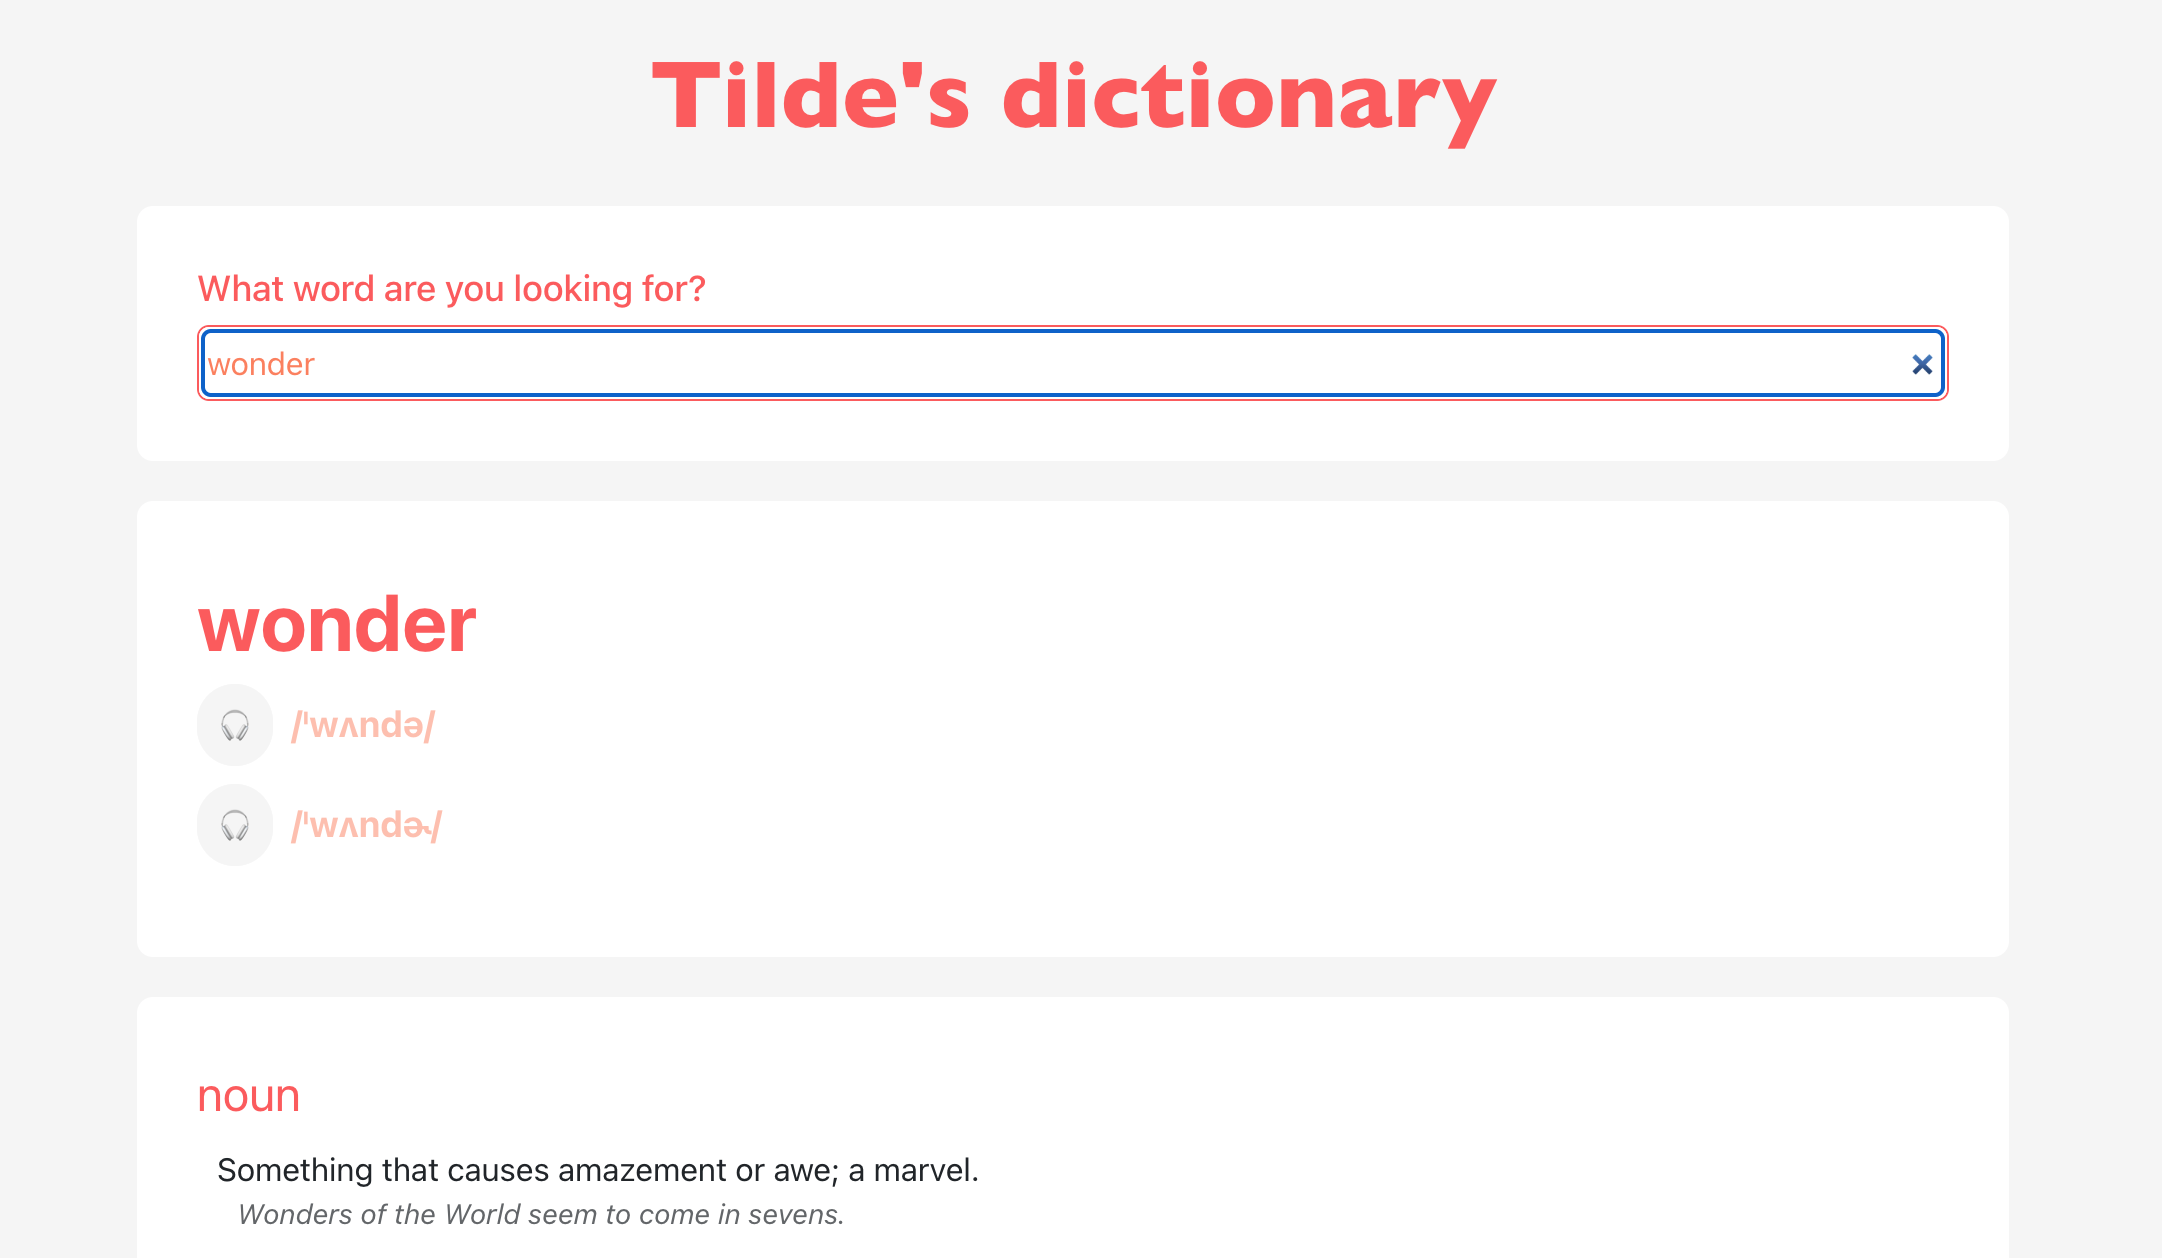 Tilde's dictionary
What word are you looking for?
wonder
wonder
/ˈwʌndə/
/ˈwʌndɚ/
noun
Something that causes amazement or awe; a marvel.
Wonders of the World seem to come in sevens.